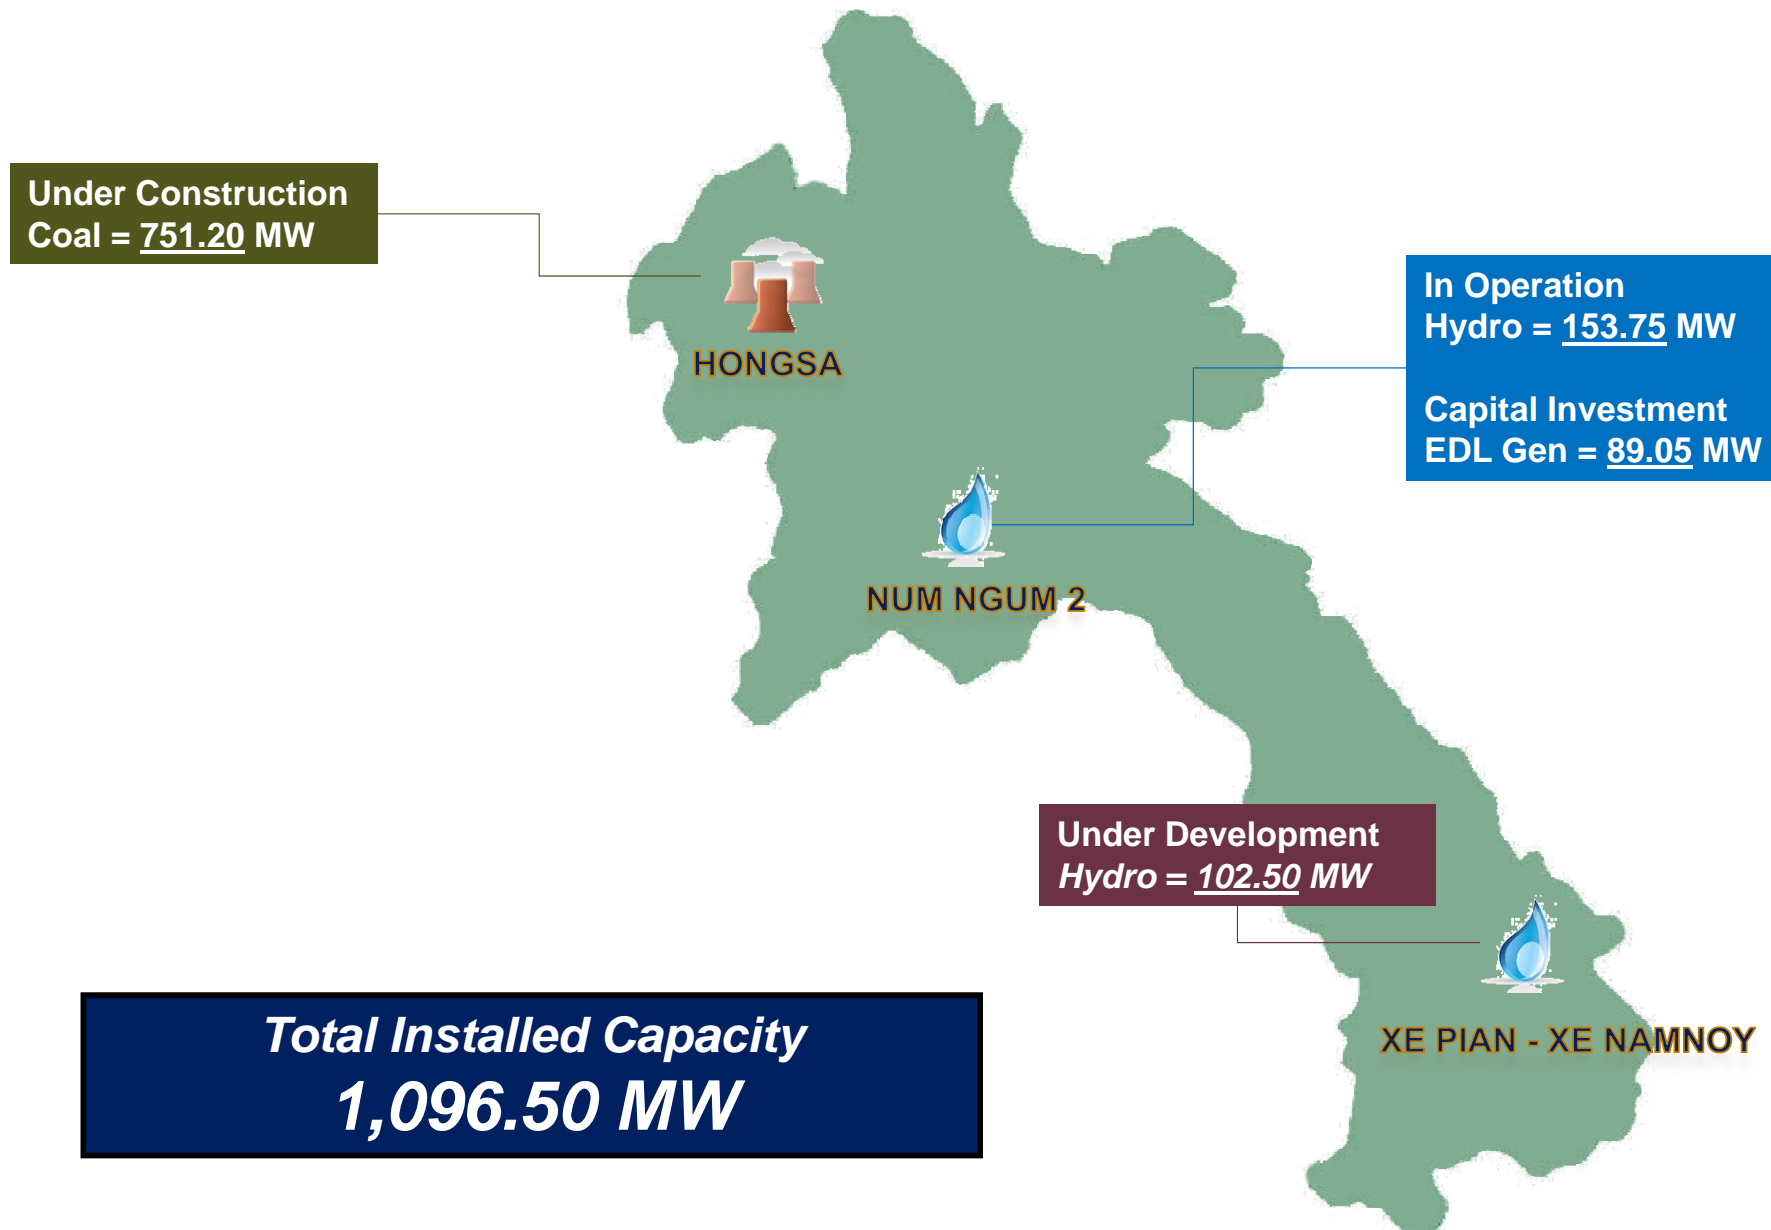 Under Construction
Coal = 751.20 MW
HONGSA
In Operation
Hydro = 153.75 MW
Capital Investment
EDL Gen = 89.05 MW
NUM NGUM 2
Under Development
Hydro = 102.50 MW
XE PIAN - XE NAMNOY
Total Installed Capacity
1,096.50 MW